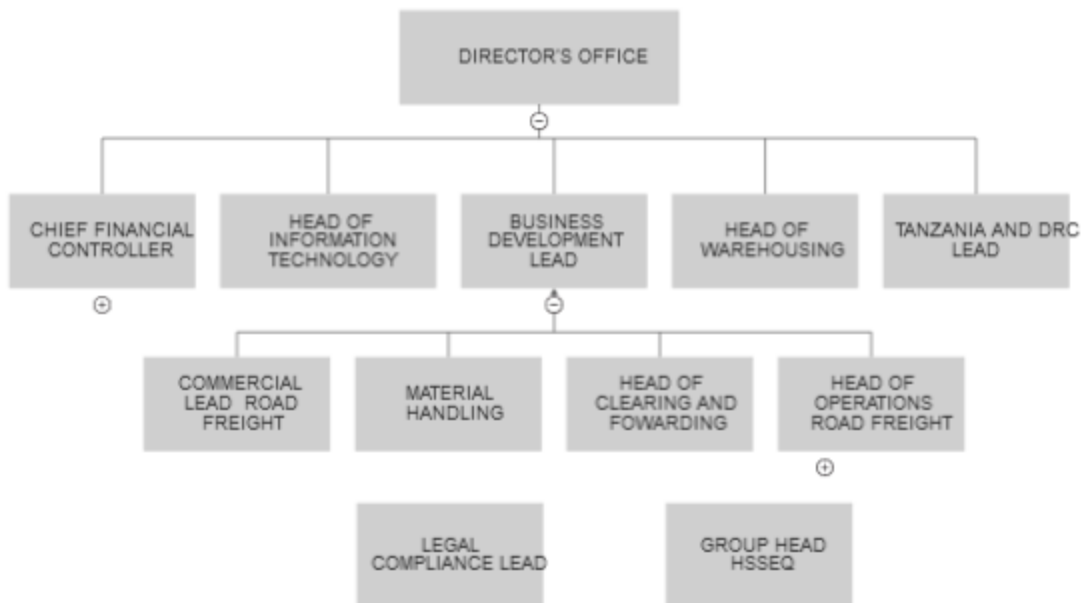 DIRECTOR'S OFFICE
CHIEF FINANCIAL
CONTROLLER
HEAD OF
INFORMATION
TECHNOLOGY
BUSINESS
DEVELOPMENT
LEAD
HEAD OF
WAREHOUSING
TANZANIA AND DRC
LEAD
COMMERCIAL
LEAD ROAD
FREIGHT
MATERIAL
HANDLING
HEAD OF
CLEARING AND
FOWARDING
HEAD OF
OPERATIONS
ROAD FREIGHT
LEGAL
COMPLIANCE LEAD
GROUP HEAD
HSSEQ